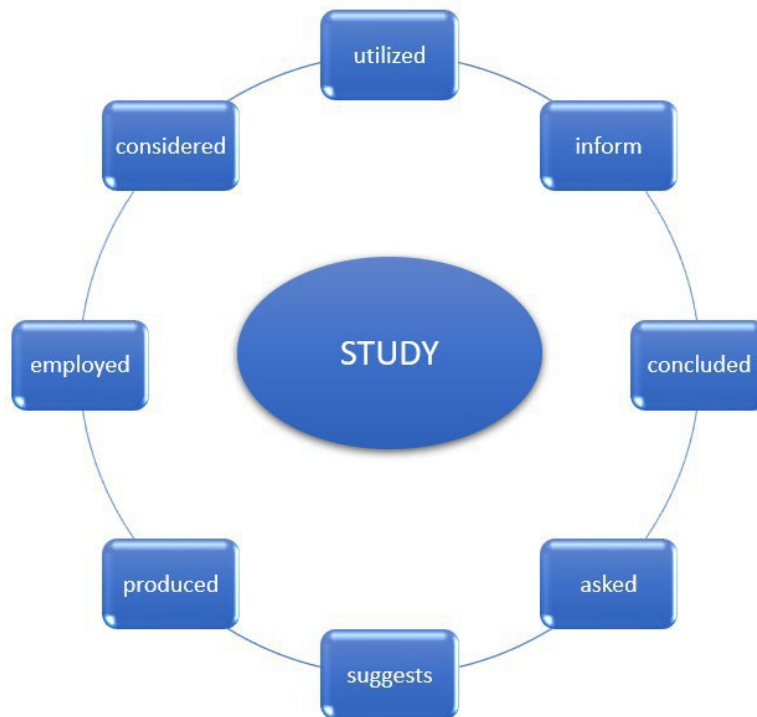 utilized
considered
inform
STUDY
employed
concluded
produced
asked
suggests